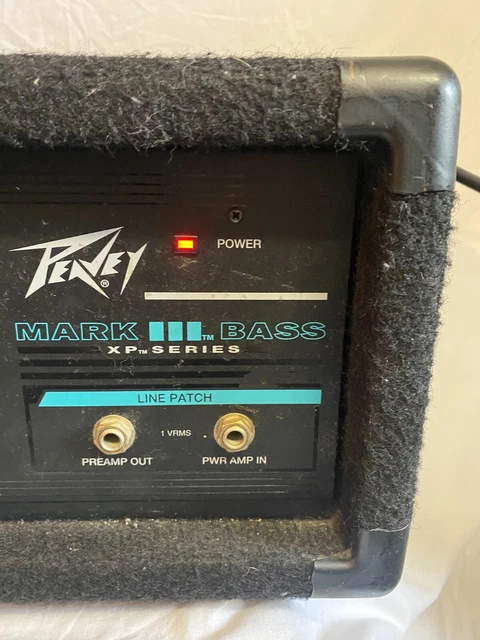 POWER
PEAVEY®
MARK III™ BASS
XP™ SERIES
LINE PATCH
1 VRMS
PREAMP OUT PWR AMP IN